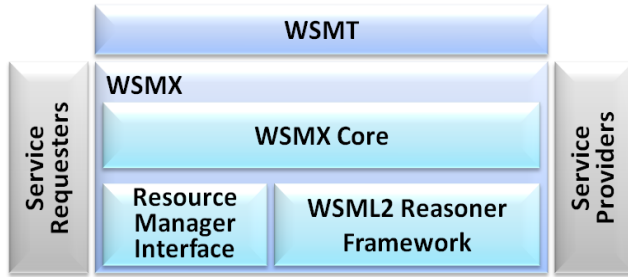 WSMT
Service
Requesters
WSMX
WSMX Core
Resource
Manager
Interface
WSML2 Reasoner
Framework
Service
Providers